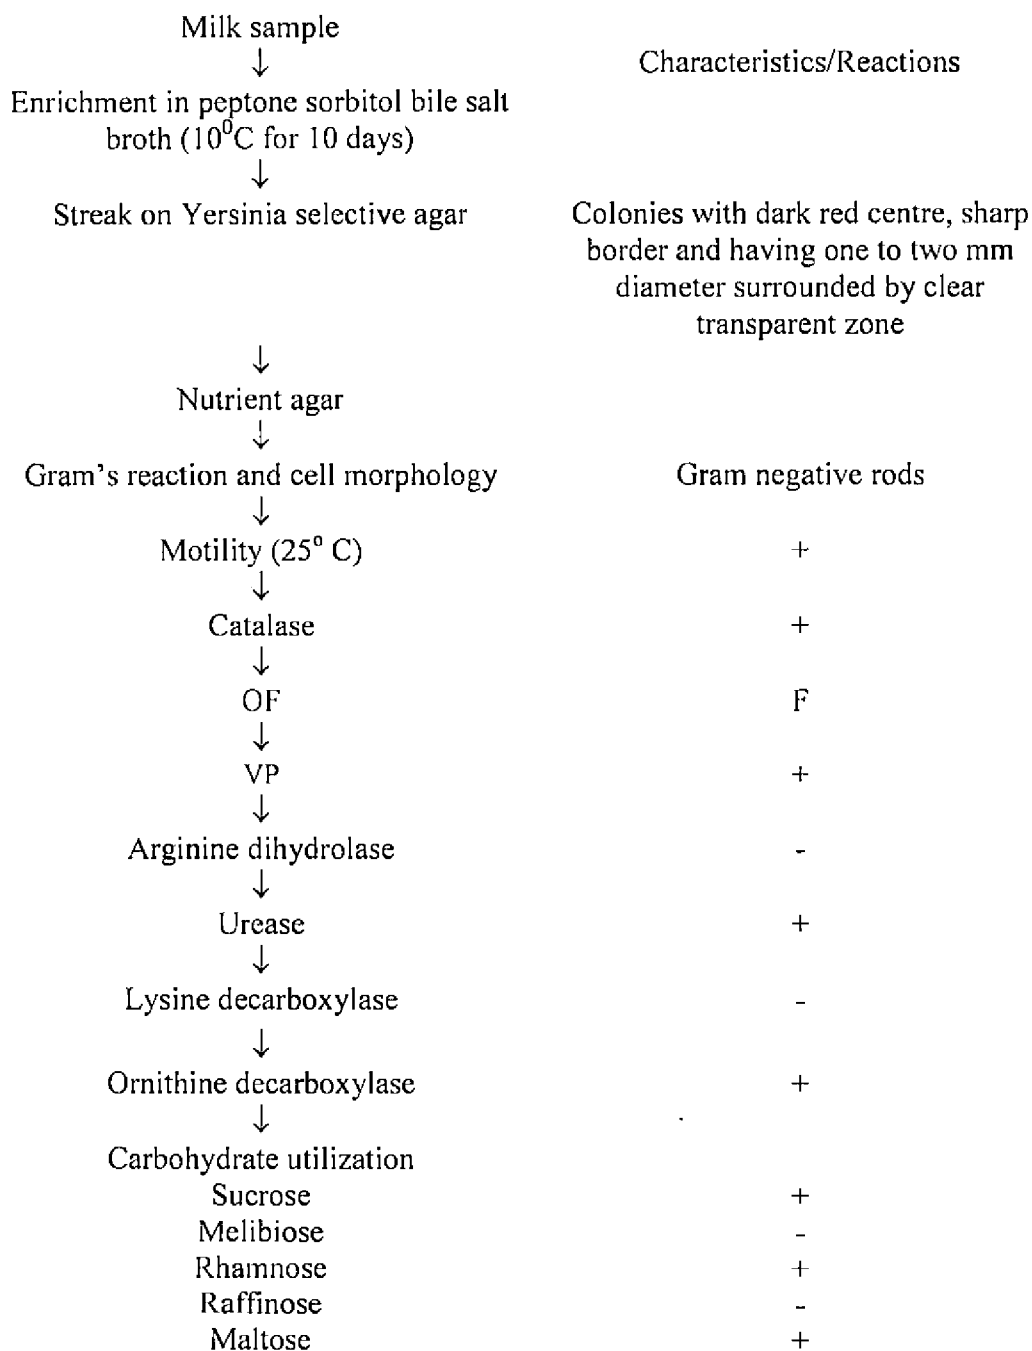 Milk sample
Characteristics/Reactions
↓
Enrichment in peptone sorbitol bile salt
broth (10⁰C for 10 days)
↓
Streak on Yersinia selective agar
Colonies with dark red centre, sharp
border and having one to two mm
diameter surrounded by clear
transparent zone
↓
Nutrient agar
↓
Gram's reaction and cell morphology Gram negative rods
↓
Motility (25° C) +
↓
Catalase +
↓
OF F
↓
VP +
↓
Arginine dihydrolase -
↓
Urease +
↓
Lysine decarboxylase -
↓
Ornithine decarboxylase +
↓
Carbohydrate utilization
Sucrose +
Melibiose -
Rhamnose +
Raffinose -
Maltose +